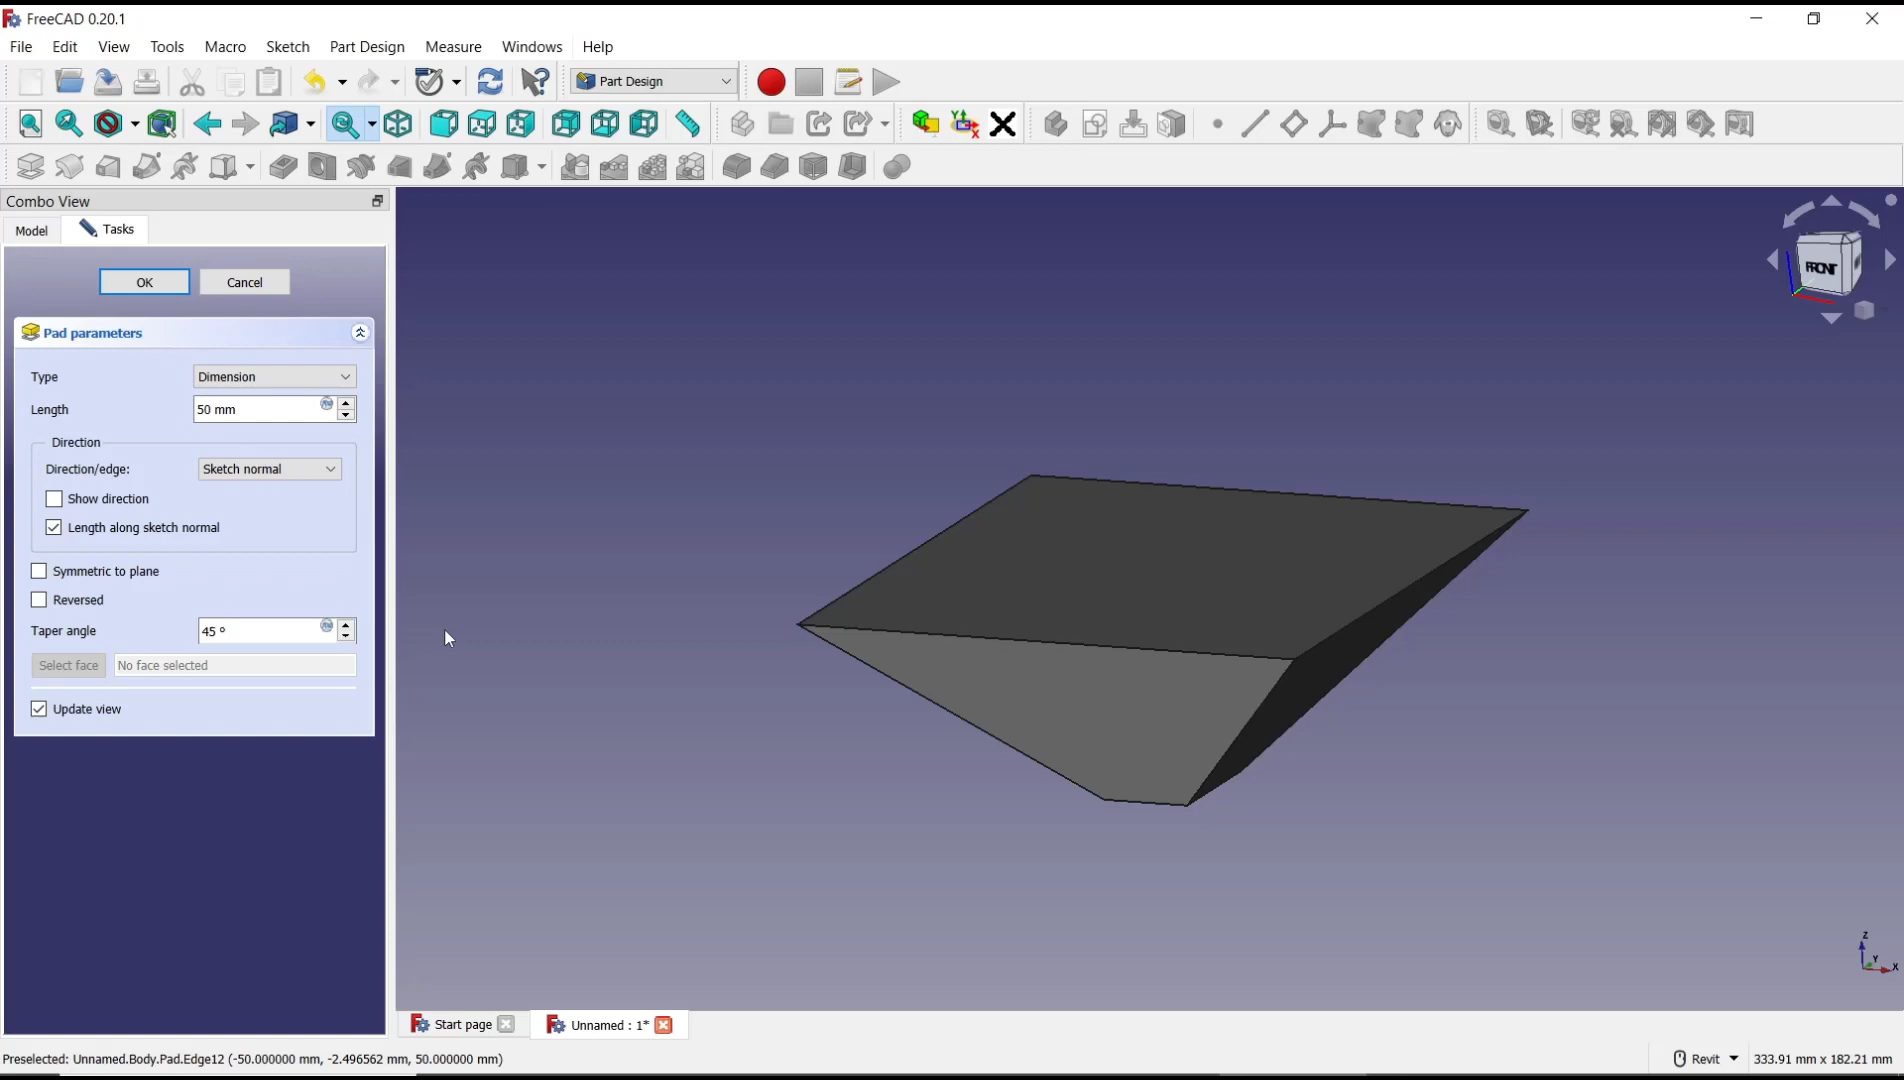 FreeCAD 0.20.1
File Edit View Tools Macro Sketch Part Design Measure Windows Help
Part Design
Combo View
Model Tasks
OK Cancel
Pad parameters
Type Dimension
Length 50 mm
Direction
Direction/edge: Sketch normal
Show direction
Length along sketch normal
Symmetric to plane
Reversed
Taper angle 45 °
Select face No face selected
Update view
FRONT
Z
Y
X
Start page Unnamed : 1*
Preselected: Unnamed.Body.Pad.Edge12 (-50.000000 mm, -2.496562 mm, 50.000000 mm) Revit 333.91 mm x 182.21 mm